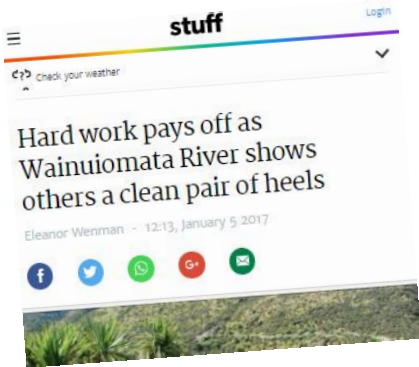 stuff
Login
Check your weather
Hard work pays off as
Wainuiomata River shows
others a clean pair of heels
Eleanor Wenman - 12:13, January 5 2017
f
G+